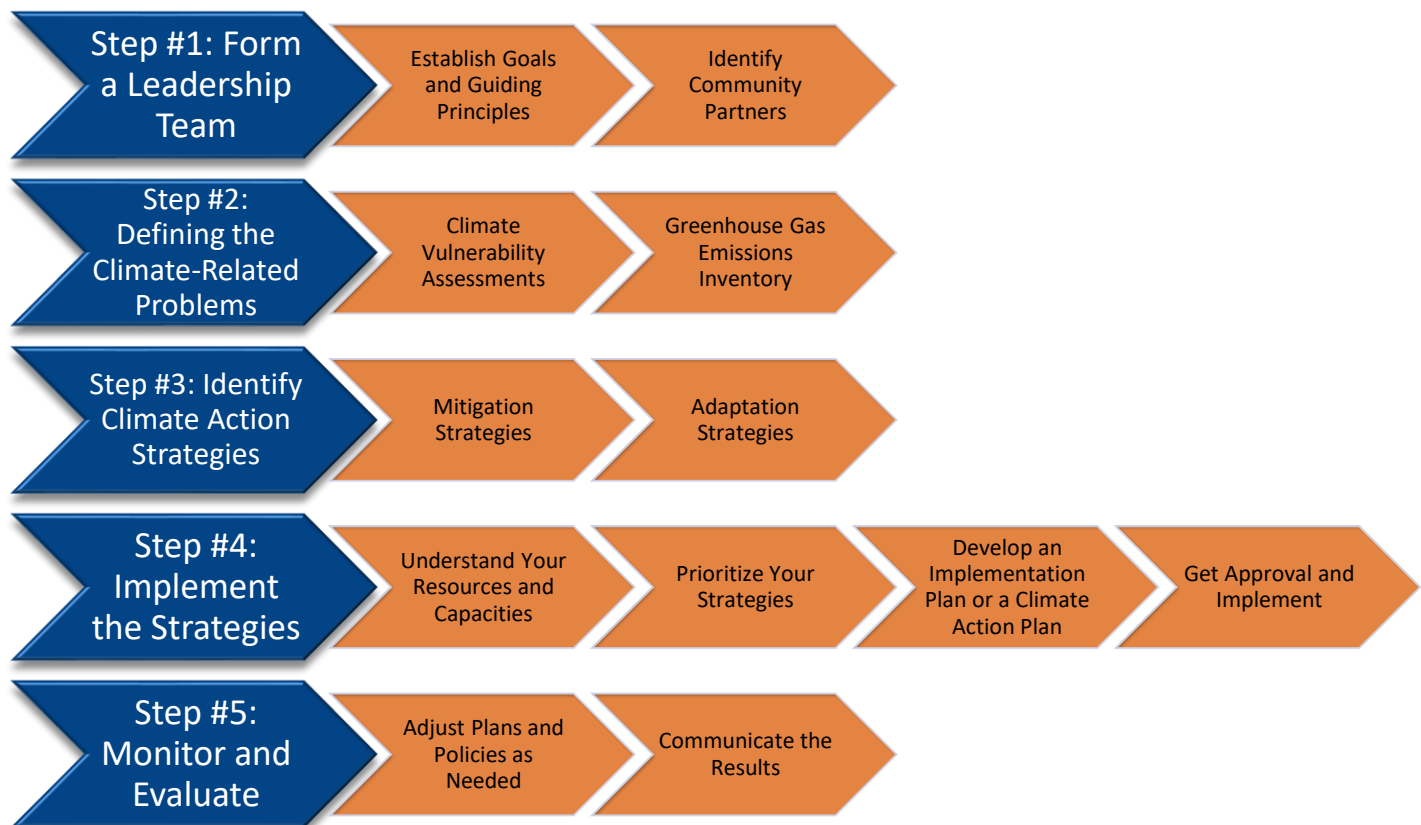 Step #1: Form
a Leadership
Team
Establish Goals
and Guiding
Principles
Identify
Community
Partners
Step #2:
Defining the
Climate-Related
Problems
Climate
Vulnerability
Assessments
Greenhouse Gas
Emissions
Inventory
Step #3: Identify
Climate Action
Strategies
Mitigation
Strategies
Adaptation
Strategies
Step #4:
Implement
the Strategies
Understand Your
Resources and
Capacities
Prioritize Your
Strategies
Develop an
Implementation
Plan or a Climate
Action Plan
Get Approval and
Implement
Step #5:
Monitor and
Evaluate
Adjust Plans and
Policies as
Needed
Communicate the
Results